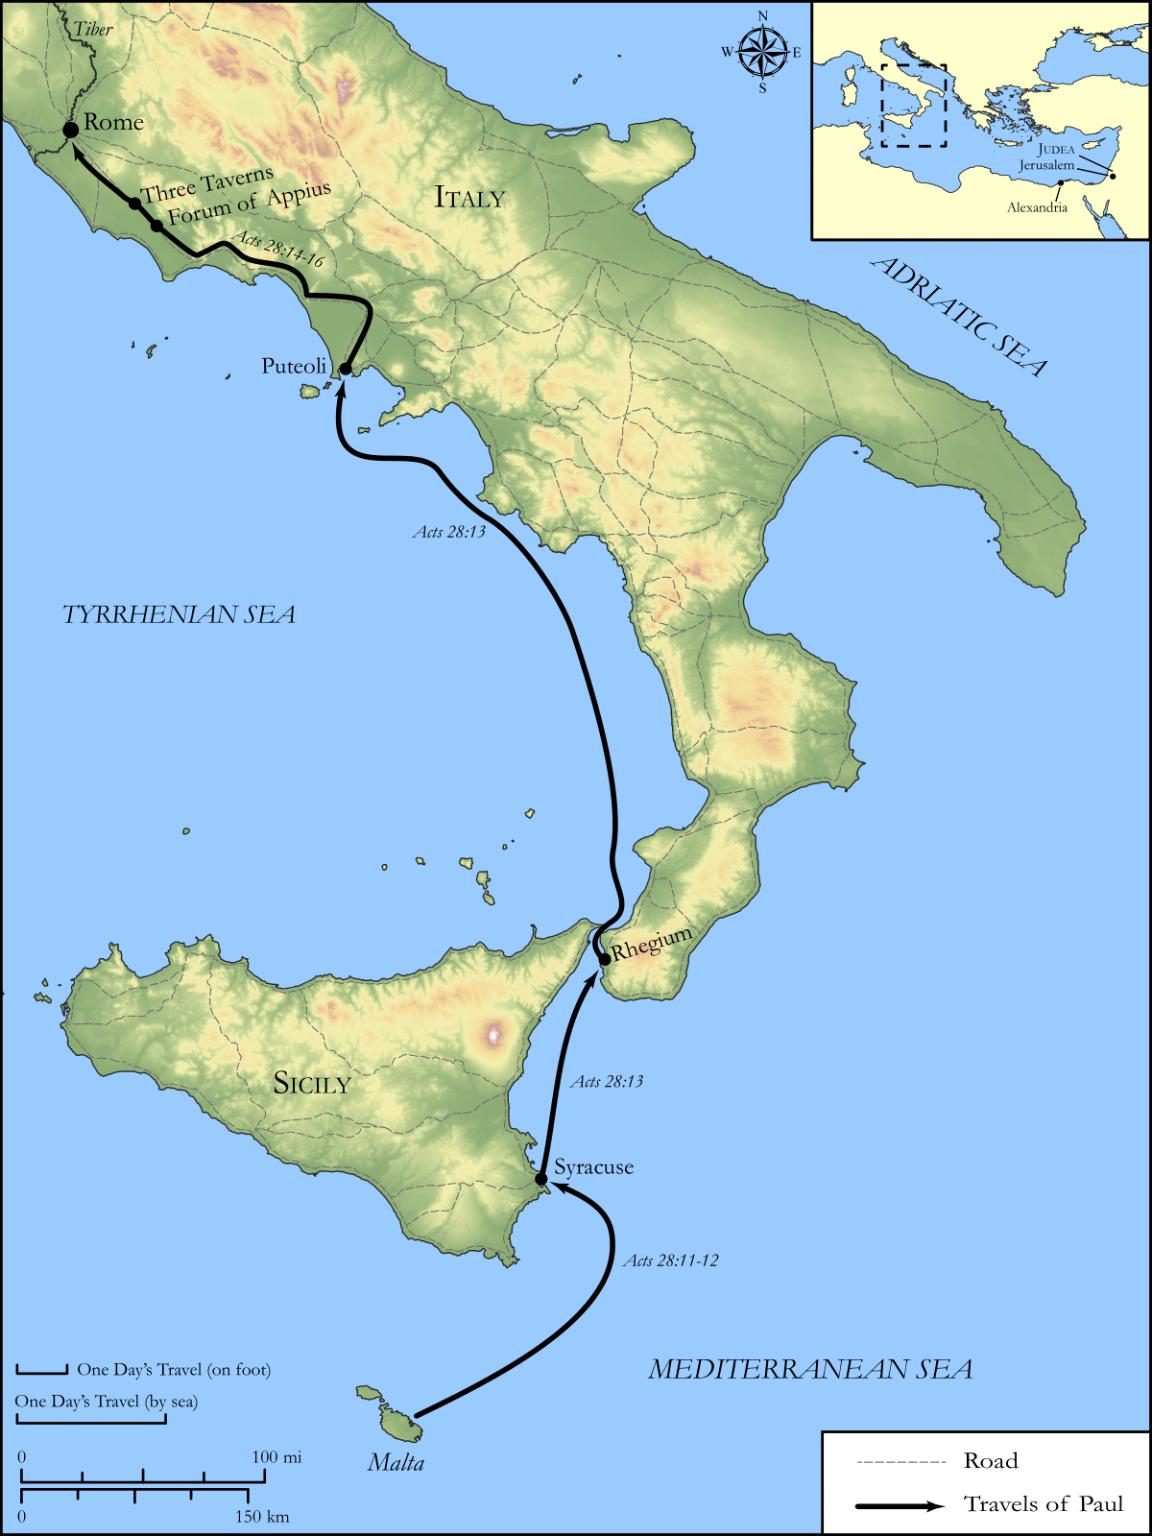 Tiber
N
W E
S
Rome
JUDEA
Jerusalem
Alexandria
Three Taverns
Forum of Appius
ITALY
Acts 28:14-16
ADRIATIC SEA
Puteoli
Acts 28:13
TYRRHENIAN SEA
Rhegium
SICILY
Acts 28:13
Syracuse
Acts 28:11-12
MEDITERRANEAN SEA
One Day's Travel (on foot)
One Day's Travel (by sea)
Malta
0 100 mi
0 150 km
Road
Travels of Paul